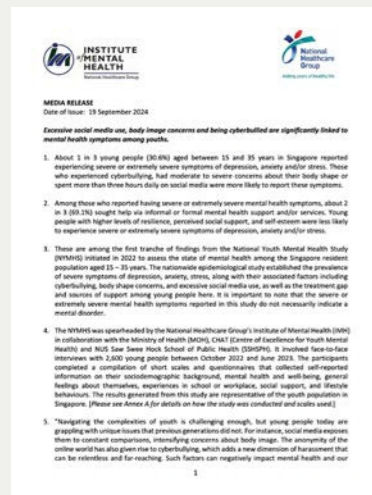 INSTITUTE
of MENTAL
HEALTH
National Healthcare Group
National
Healthcare
Group
Adding years of healthy life
MEDIA RELEASE
Date of Issue: 19 September 2024
Excessive social media use, body image concerns and being cyberbullied are significantly linked to
mental health symptoms among youths.
1. About 1 in 3 young people (30.6%) aged between 15 and 35 years in Singapore reported
experiencing severe or extremely severe symptoms of depression, anxiety and/or stress. Those
who experienced cyberbullying, had moderate to severe concerns about their body shape or
spent more than three hours daily on social media were more likely to report these symptoms.
2. Among those who reported having severe or extremely severe mental health symptoms, about 2
in 3 (69.1%) sought help via informal or formal mental health support and/or services. Young
people with higher levels of resilience, perceived social support, and self-esteem were less likely
to experience severe or extremely severe symptoms of depression, anxiety and/or stress.
3. These are among the first tranche of findings from the National Youth Mental Health Study
(NYMHS) initiated in 2022 to assess the state of mental health among the Singapore resident
population aged 15 – 35 years. The nationwide epidemiological study established the prevalence
of severe symptoms of depression, anxiety, stress, along with their associated factors including
cyberbullying, body shape concerns, and excessive social media use, as well as the treatment gap
and sources of support among young people here. It is important to note that the severe or
extremely severe mental health symptoms reported in this study do not necessarily indicate a
mental disorder.
4. The NYMHS was spearheaded by the National Healthcare Group's Institute of Mental Health (IMH)
in collaboration with the Ministry of Health (MOH), CHAT (Centre of Excellence for Youth Mental
Health) and NUS Saw Swee Hock School of Public Health (SSHSPH). It involved face-to-face
interviews with 2,600 young people between October 2022 and June 2023. The participants
completed a compilation of short scales and questionnaires that collected self-reported
information on their sociodemographic background, mental health and well-being, general
feelings about themselves, experiences in school or workplace, social support, and lifestyle
behaviours. The results generated from this study are representative of the youth population in
Singapore. [Please see Annex A for details on how the study was conducted and scales used.]
5. "Navigating the complexities of youth is challenging enough, but young people today are
grappling with unique issues that previous generations did not. For instance, social media exposes
them to constant comparisons, intensifying concerns about body image. The anonymity of the
online world has also given rise to cyberbullying, which adds a new dimension of harassment that
can be relentless and far-reaching. Such factors can negatively impact mental health and our
1